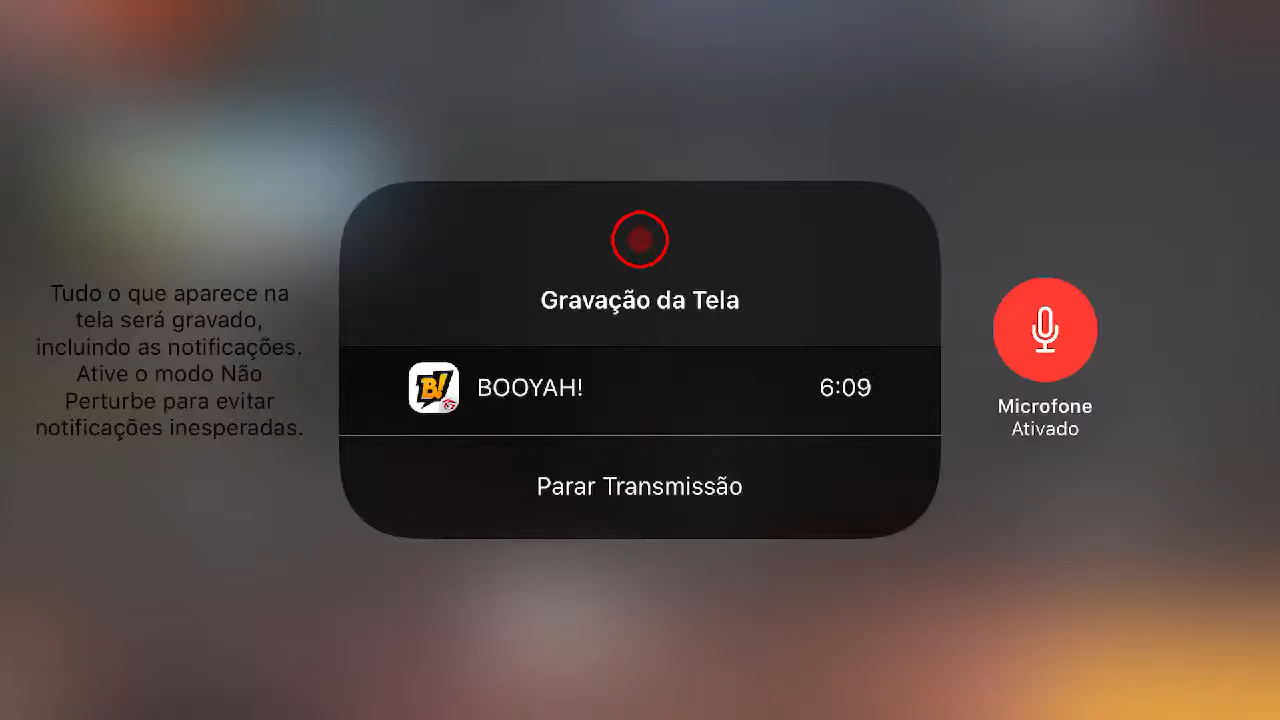 Tudo o que aparece na
tela será gravado,
incluindo as notificações.
Ative o modo Não
Perturbe para evitar
notificações inesperadas.
Gravação da Tela
B!
BOOYAH!
6:09
Parar Transmissão
Microfone
Ativado